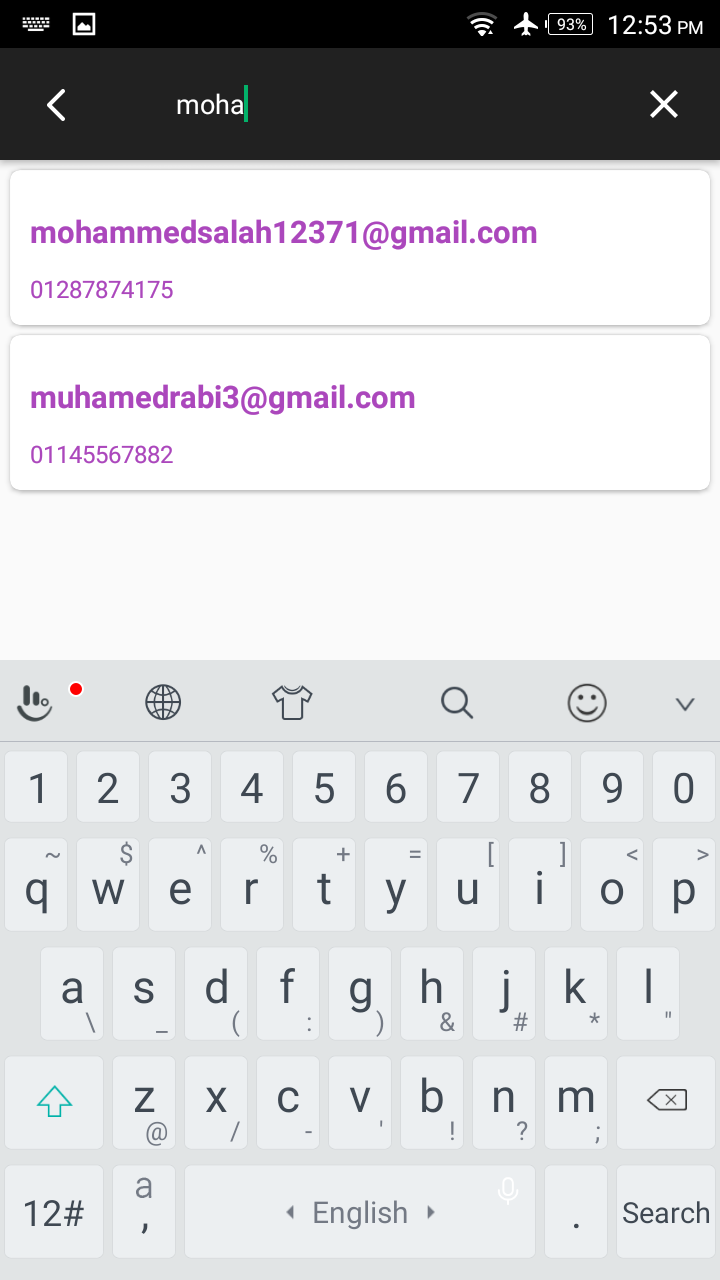 93% 12:53 PM
moha
mohammedsalah12371@gmail.com
01287874175
muhamedrabi3@gmail.com
01145567882
1 2 3 4 5 6 7 8 9 0
~ $ ^ % + = [ ] < >
q w e r t y u i o p
a s d f g h j k l
\ _ ( : ) & # * "
z x c v b n m
@ / - ' ! ? ;
a
12# , English . Search